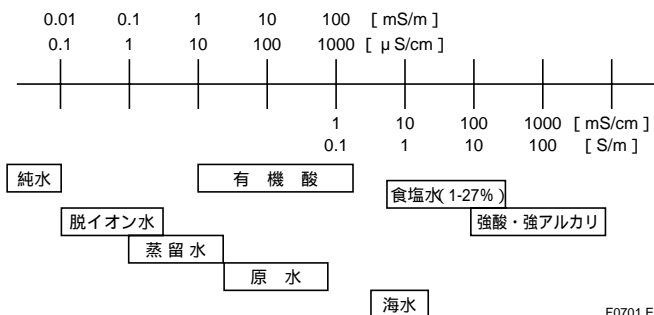 0.01 0.1 1 10 100 [ mS/m ]
0.1 1 10 100 1000 [ μ S/cm ]
1 10 100 1000 [ mS/cm ]
0.1 1 10 100 [ S/m ]
純水 有 機 酸 食塩水( 1-27% )
脱イオン水 強酸・強アルカリ
蒸 留 水
原 水
海水